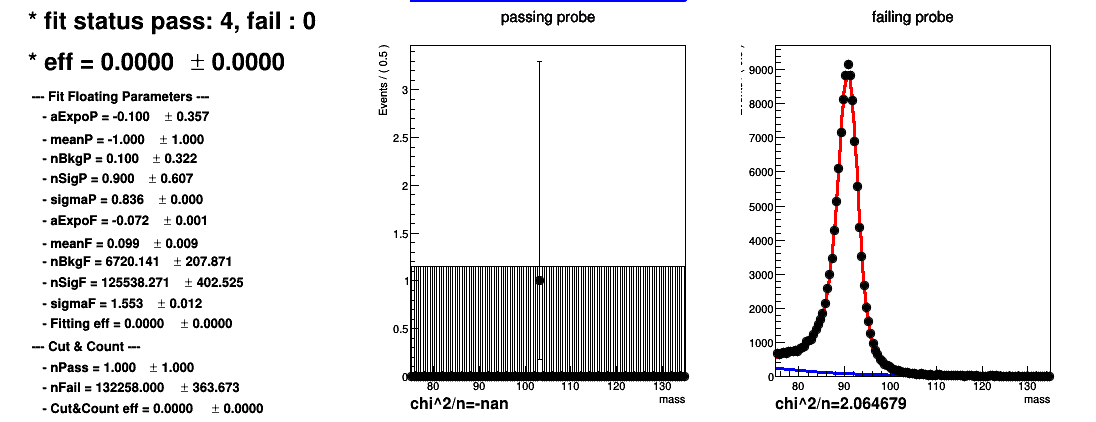 * fit status pass: 4, fail : 0
* eff = 0.0000 ± 0.0000
--- Fit Floating Parameters ---
- aExpoP = -0.100 ± 0.357
- meanP = -1.000 ± 1.000
- nBkgP = 0.100 ± 0.322
- nSigP = 0.900 ± 0.607
- sigmaP = 0.836 ± 0.000
- aExpoF = -0.072 ± 0.001
- meanF = 0.099 ± 0.009
- nBkgF = 6720.141 ± 207.871
- nSigF = 125538.271 ± 402.525
- sigmaF = 1.553 ± 0.012
- Fitting eff = 0.0000 ± 0.0000
--- Cut & Count ---
- nPass = 1.000 ± 1.000
- nFail = 132258.000 ± 363.673
- Cut&Count eff = 0.0000 ± 0.0000
passing probe
Events / ( 0.5 )
3
2.5
2
1.5
1
0.5
0
80 90 100 110 120 130
mass
chi^2/n=-nan
failing probe
9000
8000
7000
6000
5000
4000
3000
2000
1000
0
80 90 100 110 120 130
mass
chi^2/n=2.064679